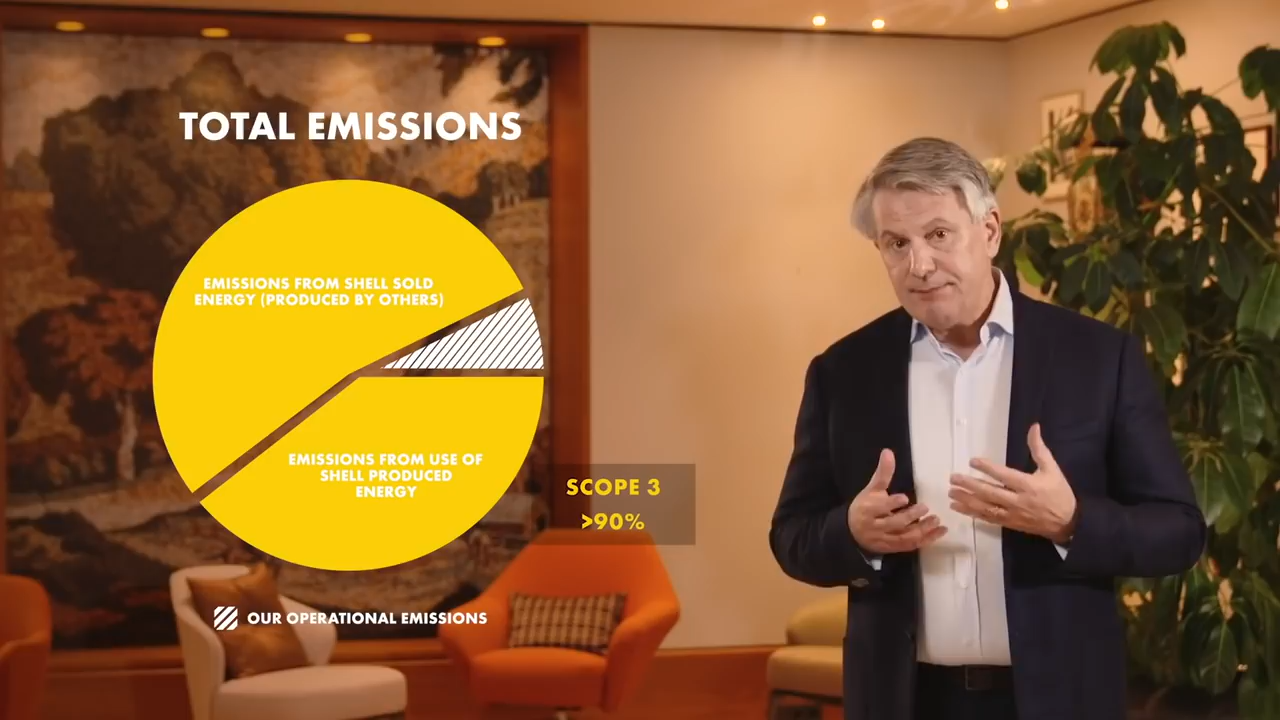 TOTAL EMISSIONS
EMISSIONS FROM SHELL SOLD
ENERGY (PRODUCED BY OTHERS)
EMISSIONS FROM USE OF
SHELL PRODUCED
ENERGY
SCOPE 3
>90%
OUR OPERATIONAL EMISSIONS